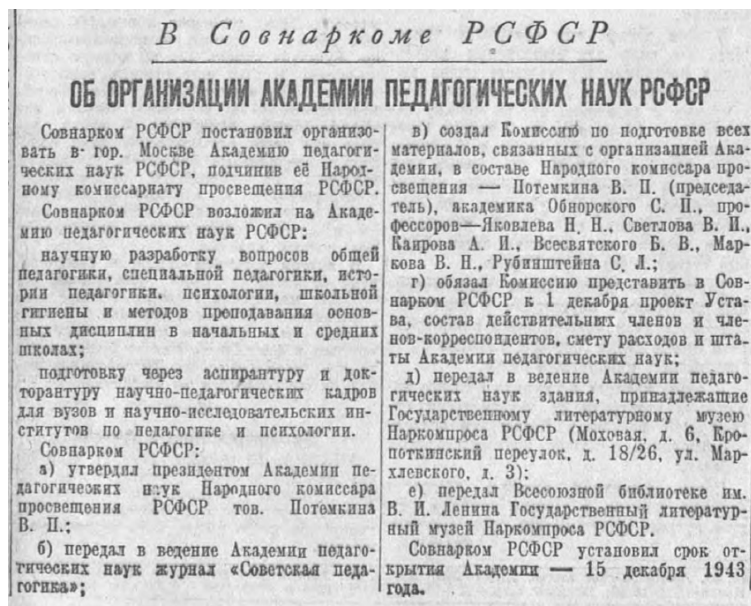 В Совнаркоме РСФСР
ОБ ОРГАНИЗАЦИИ АКАДЕМИИ ПЕДАГОГИЧЕСКИХ НАУК РСФСР
Совнарком РСФСР постановил организо-
вать в гор. Москве Академию педагоги-
ческих наук РСФСР, подчинив её Народ-
ному комиссариату просвещения РСФСР.
Совнарком РСФСР возложил на Акаде-
мию педагогических наук РСФСР:
научную разработку вопросов общей
педагогики, специальной педагогики, исто-
рии педагогики, психологии, школьной
гигиены и методов преподавания основ-
ных дисциплин в начальных и средних
школах;
подготовку через аспирантуру и док-
торантуру научно-педагогических кадров
для вузов и научно-исследовательских ин-
ститутов по педагогике и психологии.
Совнарком РСФСР:
а) утвердил президентом Академии пе-
дагогических наук Народного комиссара
просвещения РСФСР тов. Потемкина
В. П.;
б) передал в ведение Академии педаго-
гических наук журнал «Советская педа-
гогика»;
в) создал Комиссию по подготовке всех
материалов, связанных с организацией Ака-
демии, в составе Народного комиссара про-
свещения — Потемкина В. П. (председа-
тель), академика Обнорского С. П., про-
фессоров—Яковлева Н. Н., Светлова В. И.,
Каирова А. И., Всесвятского Б. В., Мар-
кова В. Н., Рубинштейна С. Л.;
г) обязал Комиссию представить в Сов-
нарком РСФСР к 1 декабря проект Уста-
ва, состав действительных членов и чле-
нов-корреспондентов, смету расходов и шта-
ты Академии педагогических наук;
д) передал в ведение Академии педаго-
гических наук здания, принадлежащие
Государственному литературному музею
Наркомпроса РСФСР (Моховая, д. 6, Кро-
поткинский переулок, д. 18/26, ул. Мар-
хлевского, д. 3);
е) передал Всесоюзной библиотеке им.
В. И. Ленина Государственный литератур-
ный музей Наркомпроса РСФСР.
Совнарком РСФСР установил срок от-
крытия Академии — 15 декабря 1943
года.